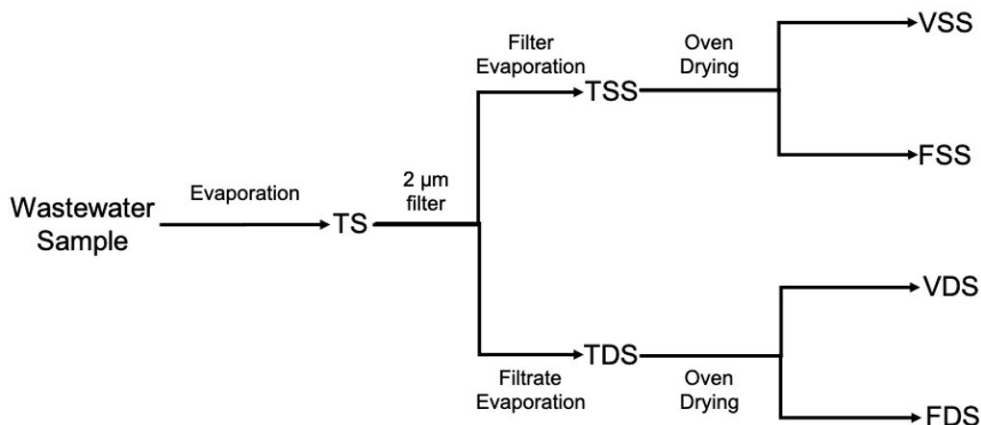 VSS
Filter
Evaporation
Oven
Drying
TSS
FSS
Wastewater
Sample
Evaporation
TS
2 µm
filter
VDS
TDS
Filtrate
Evaporation
Oven
Drying
FDS